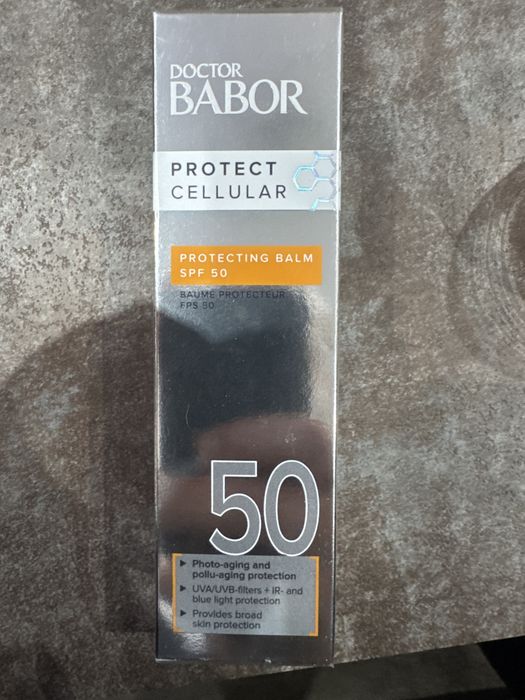 DOCTOR
BABOR
PROTECT
CELLULAR
PROTECTING BALM
SPF 50
BAUME PROTECTEUR
FPS 50
50
Photo-aging and
pollu-aging protection
UVA/UVB-filters + IR- and
blue light protection
Provides broad
skin protection